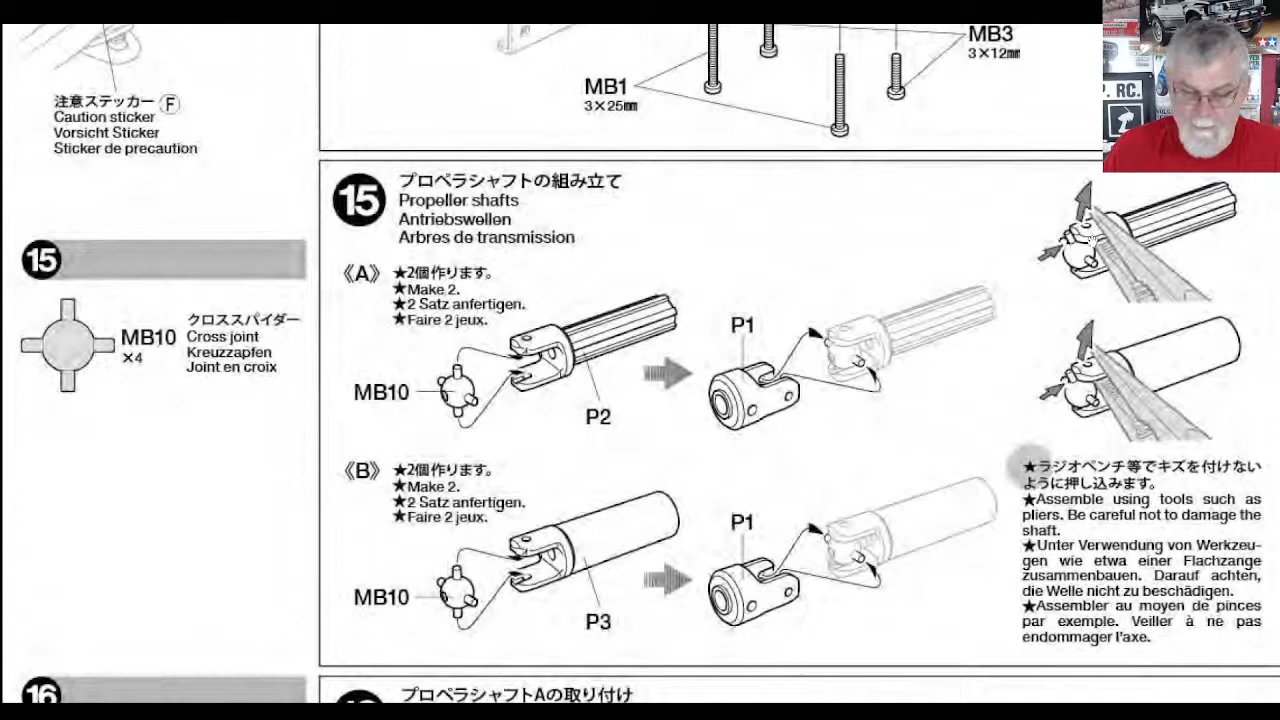 注意ステッカー Ⓕ
Caution sticker
Vorsicht Sticker
Sticker de precaution
MB1
3×25㎜
MB3
3×12㎜
P. RC.
15
MB10
×4
クロススパイダー
Cross joint
Kreuzzapfen
Joint en croix
15
プロペラシャフトの組み立て
Propeller shafts
Antriebswellen
Arbres de transmission
《A》
★2個作ります。
★Make 2.
★2 Satz anfertigen.
★Faire 2 jeux.
MB10
P2
P1
《B》
★2個作ります。
★Make 2.
★2 Satz anfertigen.
★Faire 2 jeux.
MB10
P3
P1
★ラジオペンチ等でキズを付けない
ように押し込みます。
★Assemble using tools such as
pliers. Be careful not to damage the
shaft.
★Unter Verwendung von Werkzeu-
gen wie etwa einer Flachzange
zusammenbauen. Darauf achten,
die Welle nicht zu beschädigen.
★Assembler au moyen de pinces
par exemple. Veiller à ne pas
endommager l'axe.
16
プロペラシャフトAの取り付け